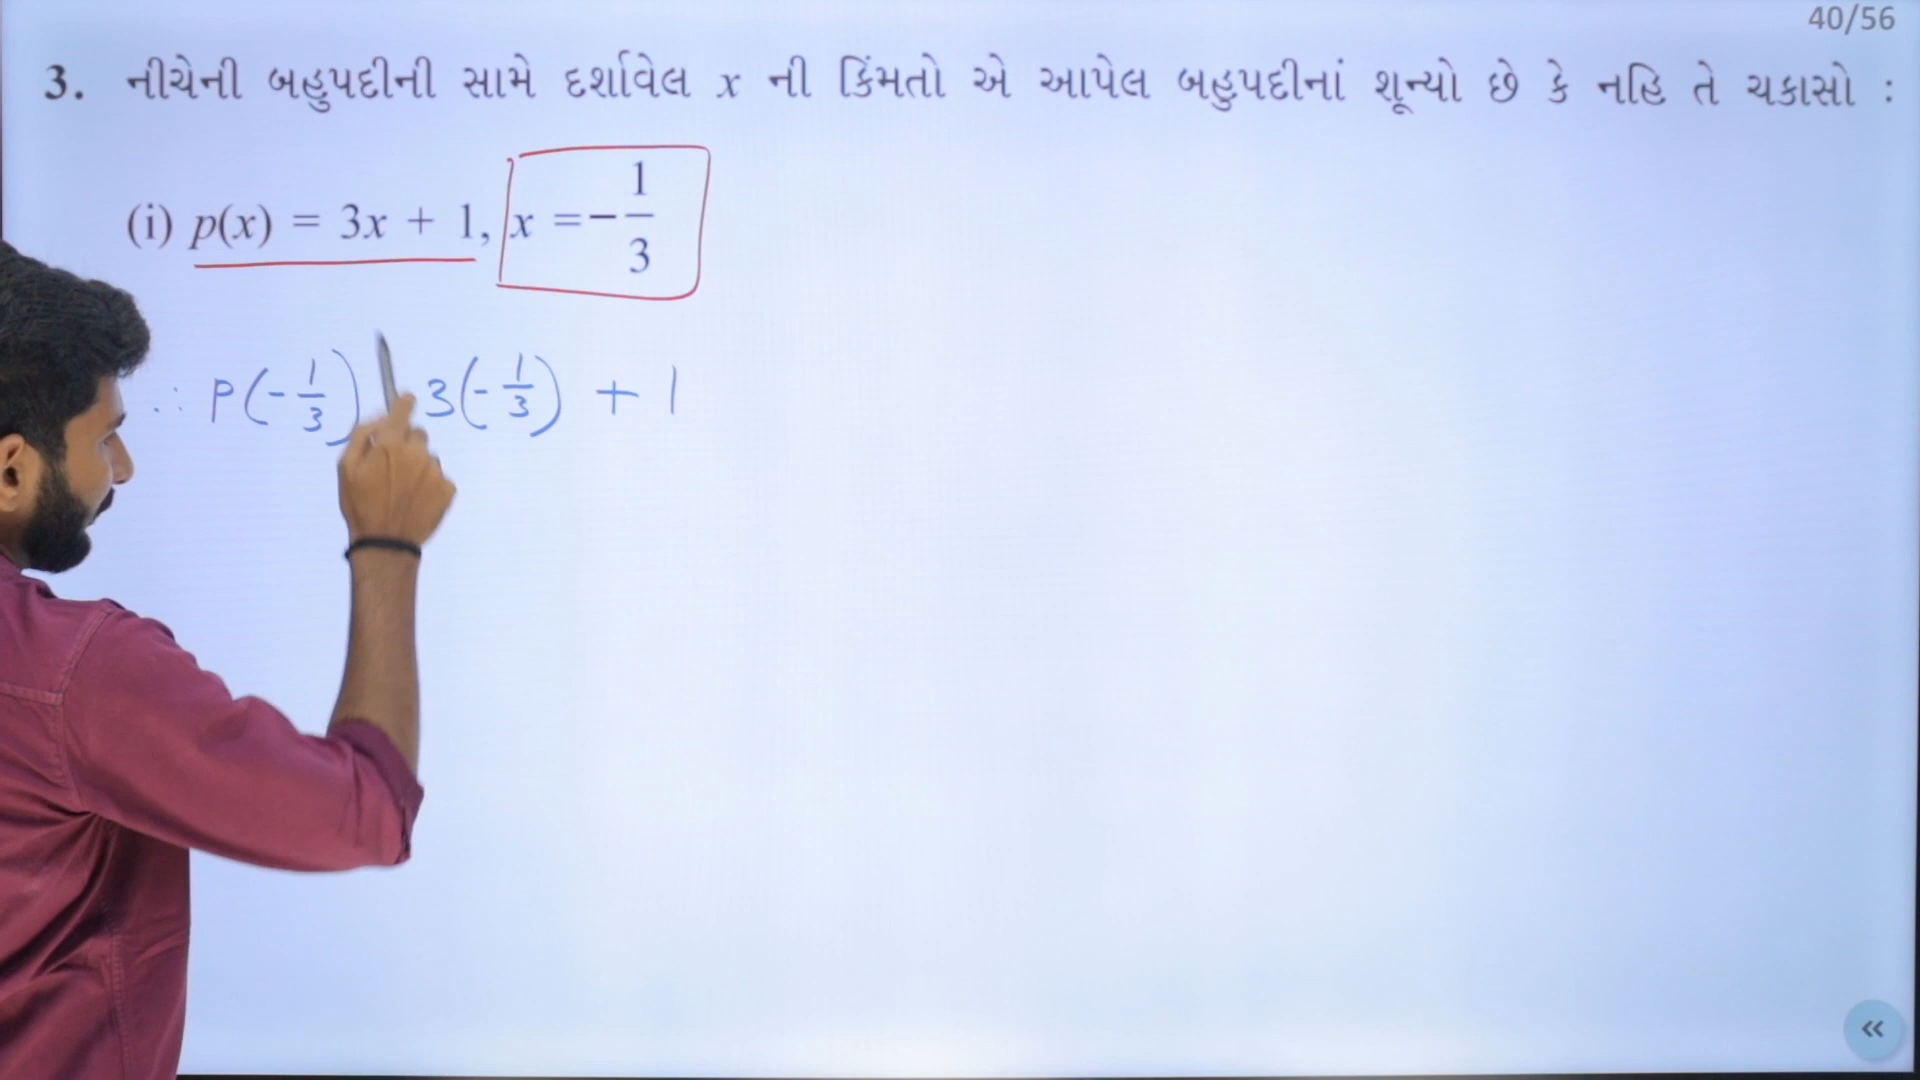 40/56
3. નીચેની બહુપદીની સામે દર્શાવેલ x ની કિંમતો એ આપેલ બહુપદીનાં શૂન્યો છે કે નહિ તે ચકાસો :
(i) p(x) = 3x + 1, x = -1/3
∴ P(-1/3) 3(-1/3) + 1
«